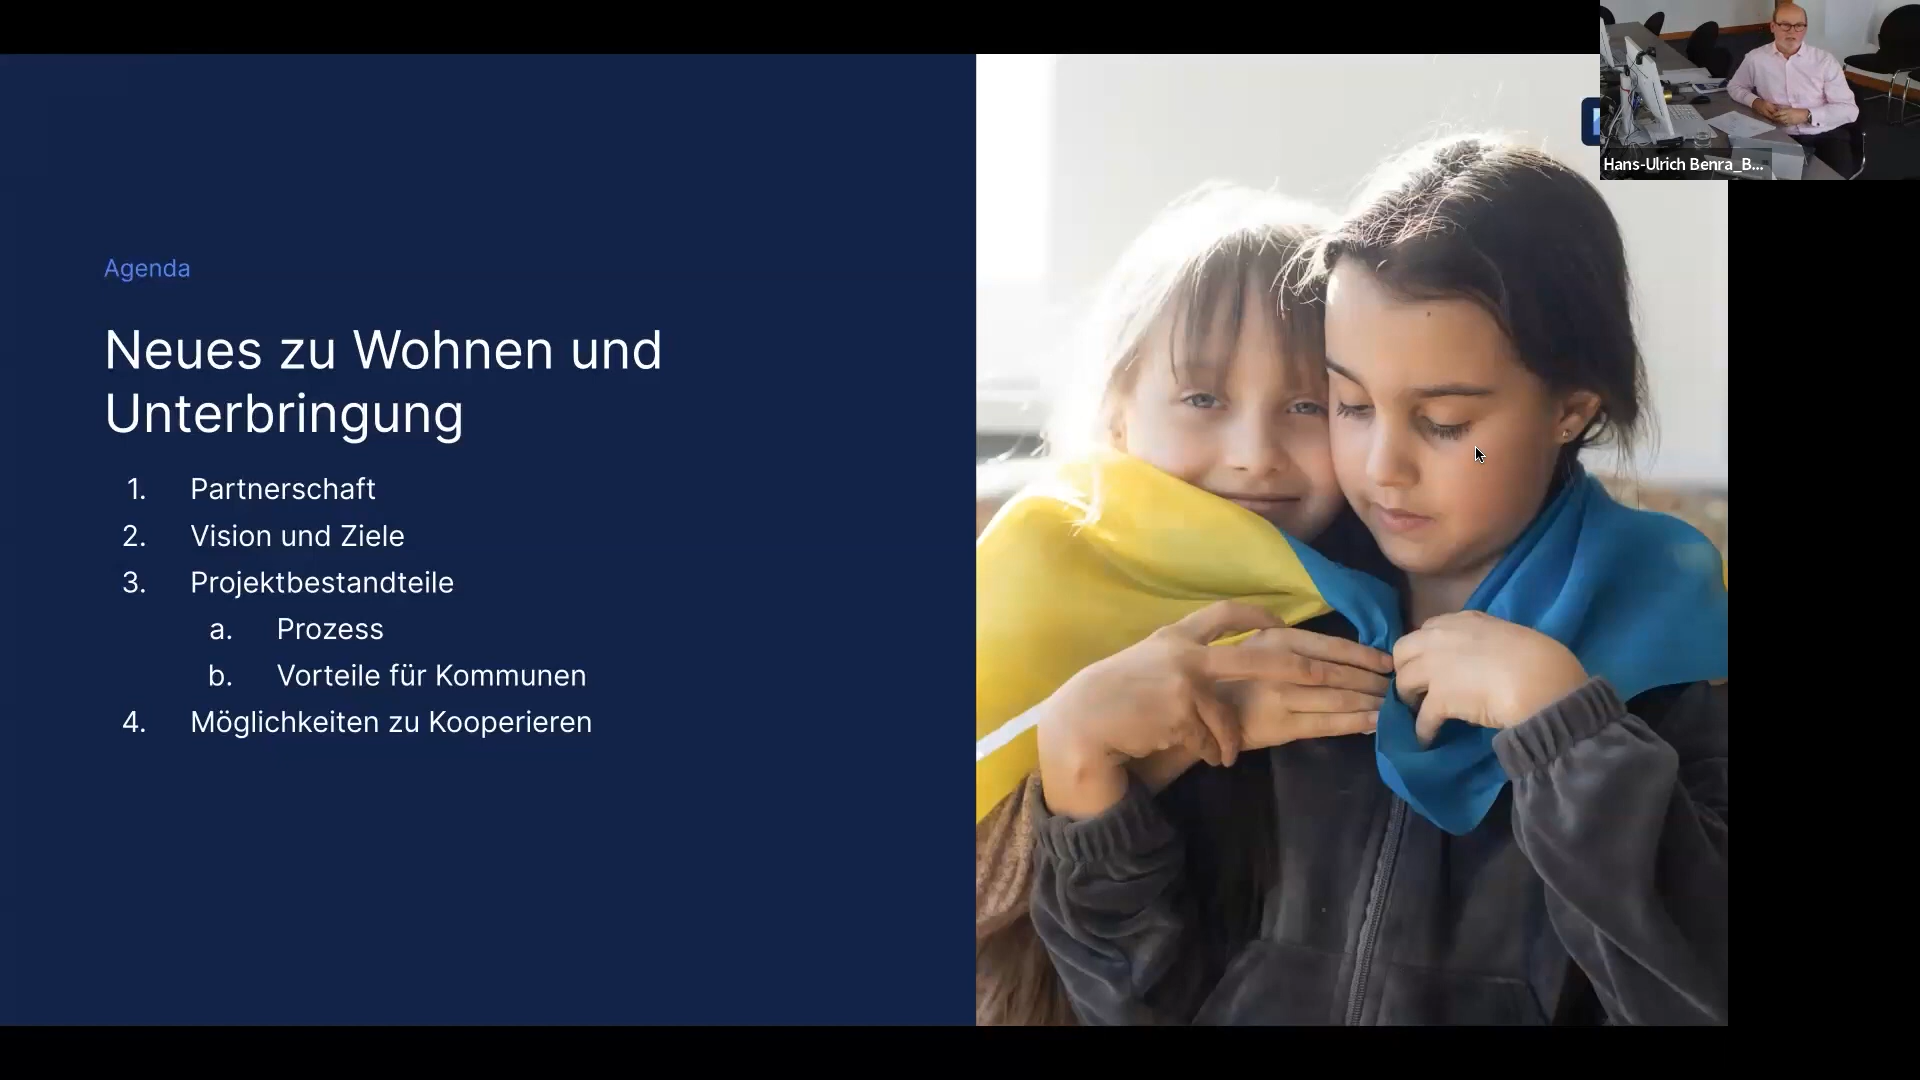 Agenda
Neues zu Wohnen und
Unterbringung
1. Partnerschaft
2. Vision und Ziele
3. Projektbestandteile
a. Prozess
b. Vorteile für Kommunen
4. Möglichkeiten zu Kooperieren
Hans-Ulrich Benra_B...